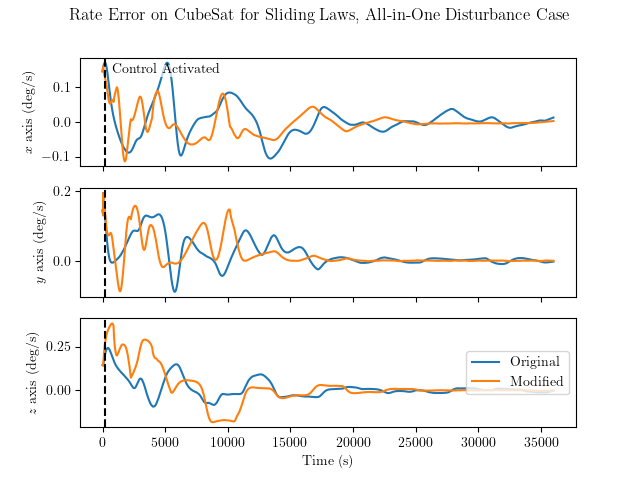 Rate Error on CubeSat for Sliding Laws, All-in-One Disturbance Case
x axis (deg/s)
0.1
0.0
−0.1
Control Activated
y axis (deg/s)
0.2
0.0
z axis (deg/s)
0.25
0.00
Original
Modified
0 5000 10000 15000 20000 25000 30000 35000
Time (s)